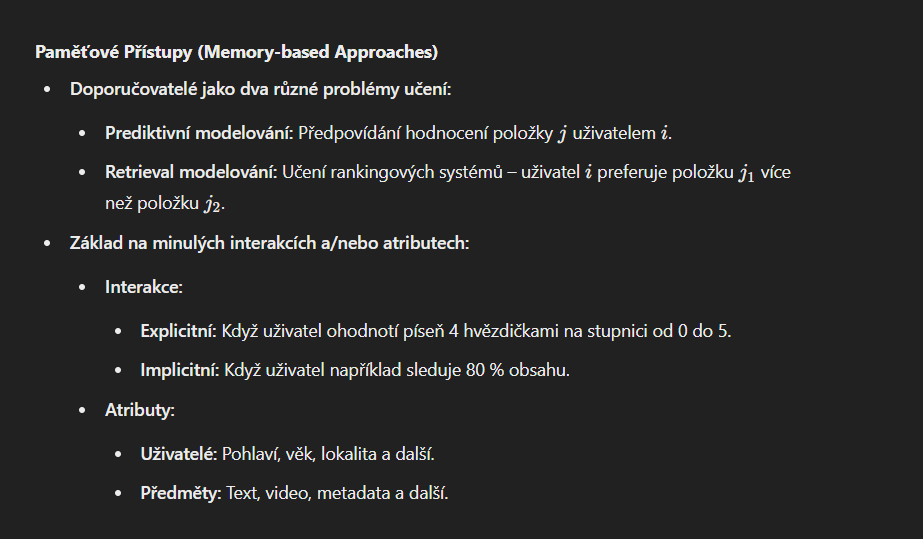 Paměťové Přístupy (Memory-based Approaches)
• Doporučovatelé jako dva různé problémy učení:
• Prediktivní modelování: Předpovídání hodnocení položky j uživatelem i.
• Retrieval modelování: Učení rankingových systémů – uživatel i preferuje položku j₁ více
než položku j₂.
• Základ na minulých interakcích a/nebo atributech:
• Interakce:
• Explicitní: Když uživatel ohodnotí píseň 4 hvězdičkami na stupnici od 0 do 5.
• Implicitní: Když uživatel například sleduje 80 % obsahu.
• Atributy:
• Uživatelé: Pohlaví, věk, lokalita a další.
• Předměty: Text, video, metadata a další.